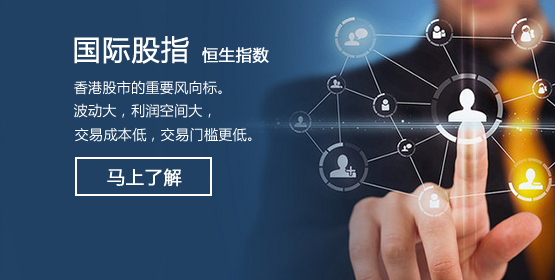 国际股指 恒生指数
香港股市的重要风向标。
波动大，利润空间大，
交易成本低，交易门槛更低。
马上了解